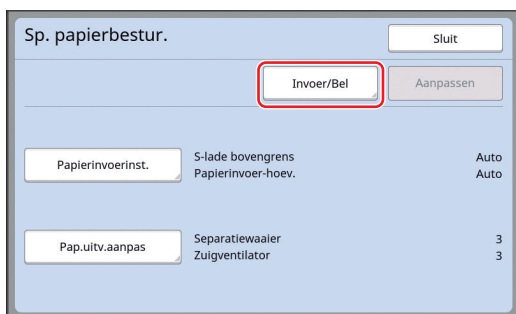 Sp. papierbestur.
Sluit
Invoer/Bel
Aanpassen
Papierinvoerinst.
S-lade bovengrens Auto
Papierinvoer-hoev. Auto
Pap.uitv.aanpas
Separatiewaaier 3
Zuigventilator 3